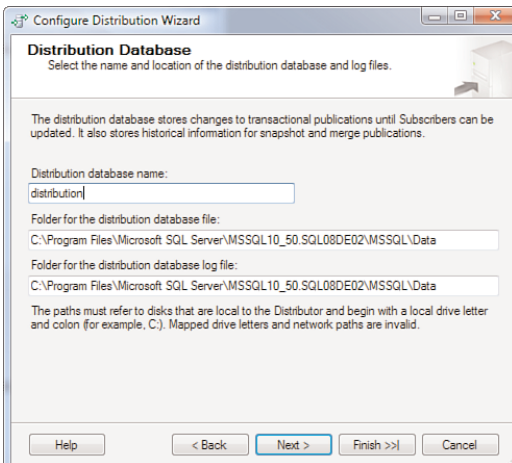 Configure Distribution Wizard
Distribution Database
Select the name and location of the distribution database and log files.
The distribution database stores changes to transactional publications until Subscribers can be
updated. It also stores historical information for snapshot and merge publications.
Distribution database name:
distribution
Folder for the distribution database file:
C:\Program Files\Microsoft SQL Server\MSSQL10_50.SQL08DE02\MSSQL\Data
Folder for the distribution database log file:
C:\Program Files\Microsoft SQL Server\MSSQL10_50.SQL08DE02\MSSQL\Data
The paths must refer to disks that are local to the Distributor and begin with a local drive letter
and colon (for example, C:). Mapped drive letters and network paths are invalid.
Help
< Back
Next >
Finish >>|
Cancel